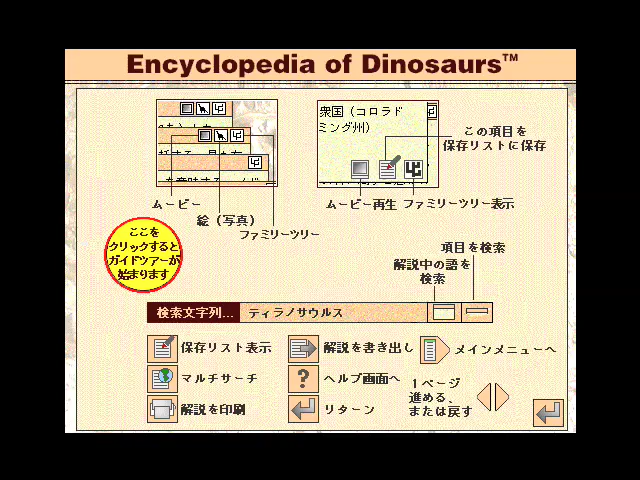 Encyclopedia of Dinosaurs™
衆国（コロラド
ミング州）
この項目を
保存リストに保存
ムービー
絵（写真）
ファミリーツリー
ムービー再生
ファミリーツリー表示
ここを
クリックすると
ガイドツアーが
始まります
項目を検索
解説中の語を
検索
検索文字列...
ティラノサウルス
保存リスト表示
解説を書き出し
メインメニューへ
マルチサーチ
ヘルプ画面へ
1ページ
進める、
または戻す
解説を印刷
リターン